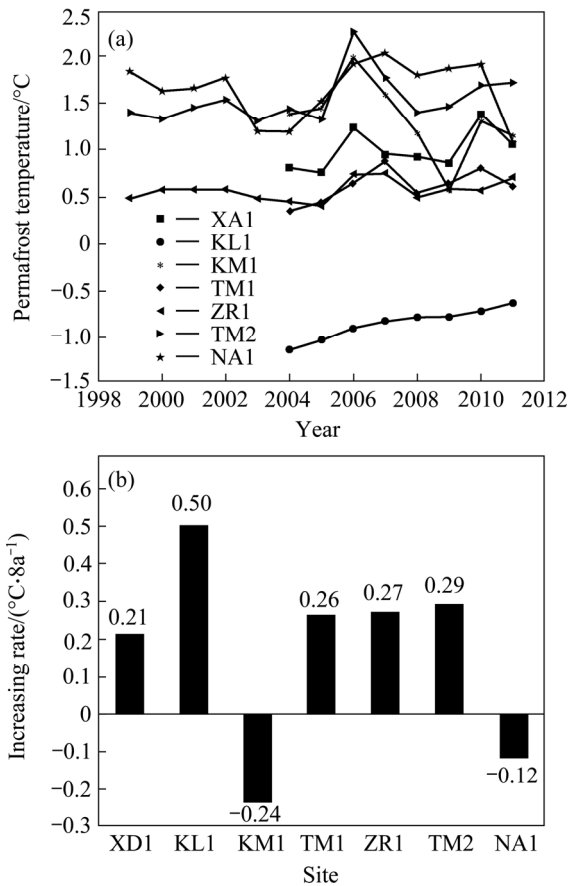 (a)
Permafrost temperature/°C
2.5
2.0
1.5
1.0
0.5
0
−0.5
−1.0
−1.5
XA1
KL1
KM1
TM1
ZR1
TM2
NA1
1998 2000 2002 2004 2006 2008 2010 2012
Year
(b)
Increasing rate/(°C·8a⁻¹)
0.6
0.5
0.4
0.3
0.2
0.1
0
−0.1
−0.2
−0.3
0.21
0.50
−0.24
0.26
0.27
0.29
−0.12
XD1 KL1 KM1 TM1 ZR1 TM2 NA1
Site